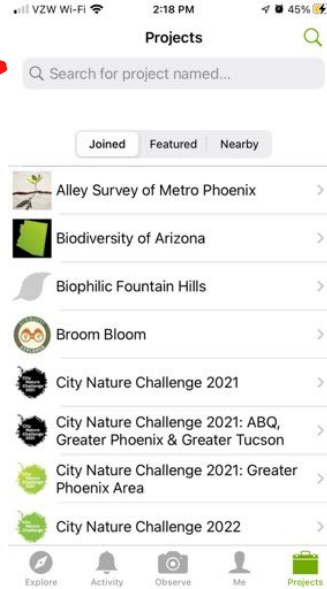 VZW Wi-Fi 2:18 PM 45%
Projects
Search for project named...
Joined Featured Nearby
Alley Survey of Metro Phoenix
Biodiversity of Arizona
Biophilic Fountain Hills
Broom Bloom
City Nature Challenge 2021
City Nature Challenge 2021: ABQ,
Greater Phoenix & Greater Tucson
City Nature Challenge 2021: Greater
Phoenix Area
City Nature Challenge 2022
Explore Activity Observe Me Projects